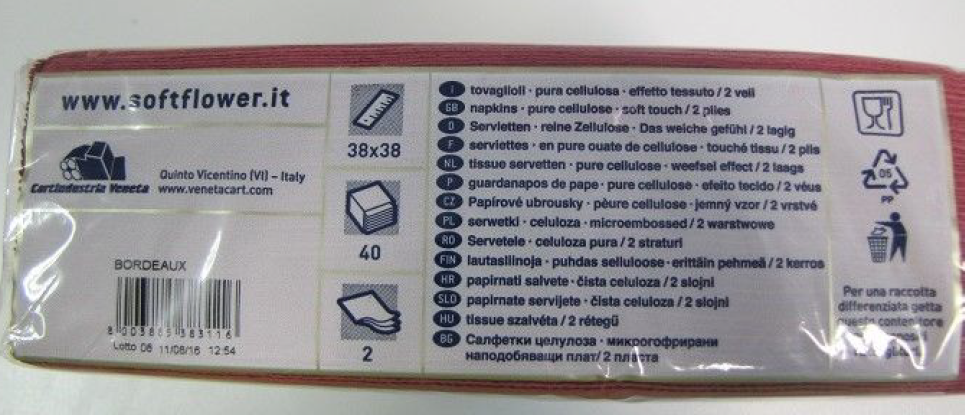 www.softflower.it
Cartindustria Veneta
Quinto Vicentino (VI) – Italy
www.venetacart.com
BORDEAUX
8 003865 383116
Lotto 06 11/08/16 12:54
38x38
40
2
I tovaglioli · pura cellulosa · effetto tessuto / 2 veli
GB napkins · pure cellulose · soft touch / 2 plies
D Servietten · reine Zellulose · Das weiche gefühl / 2 lagig
F serviettes · en pure ouate de cellulose · touché tissu / 2 plis
NL tissue servetten · pure cellulose · weefsel effect / 2 laags
P guardanapos de pape · pure cellulose · efeito tecido / 2 véus
CZ Papírové ubrousky · pèure cellulose · jemný vzor / 2 vrstvé
PL serwetki · celuloza · microembossed / 2 warstwowe
RO Servetele · celuloza pura / 2 straturi
FIN lautasliinoja · puhdas selluloose · erittäin pehmeä / 2 kerros
HR papirnati salvete · čista celuloza / 2 slojni
SLO papirnate servijete · čista celuloza / 2 slojni
HU tissue szalvéta / 2 rétegű
BG Салфетки целулоза · микрогофрирани
наподобяващи плат/ 2 пласта
05
PP
Per una raccolta
differenziata getta
questo contenitore